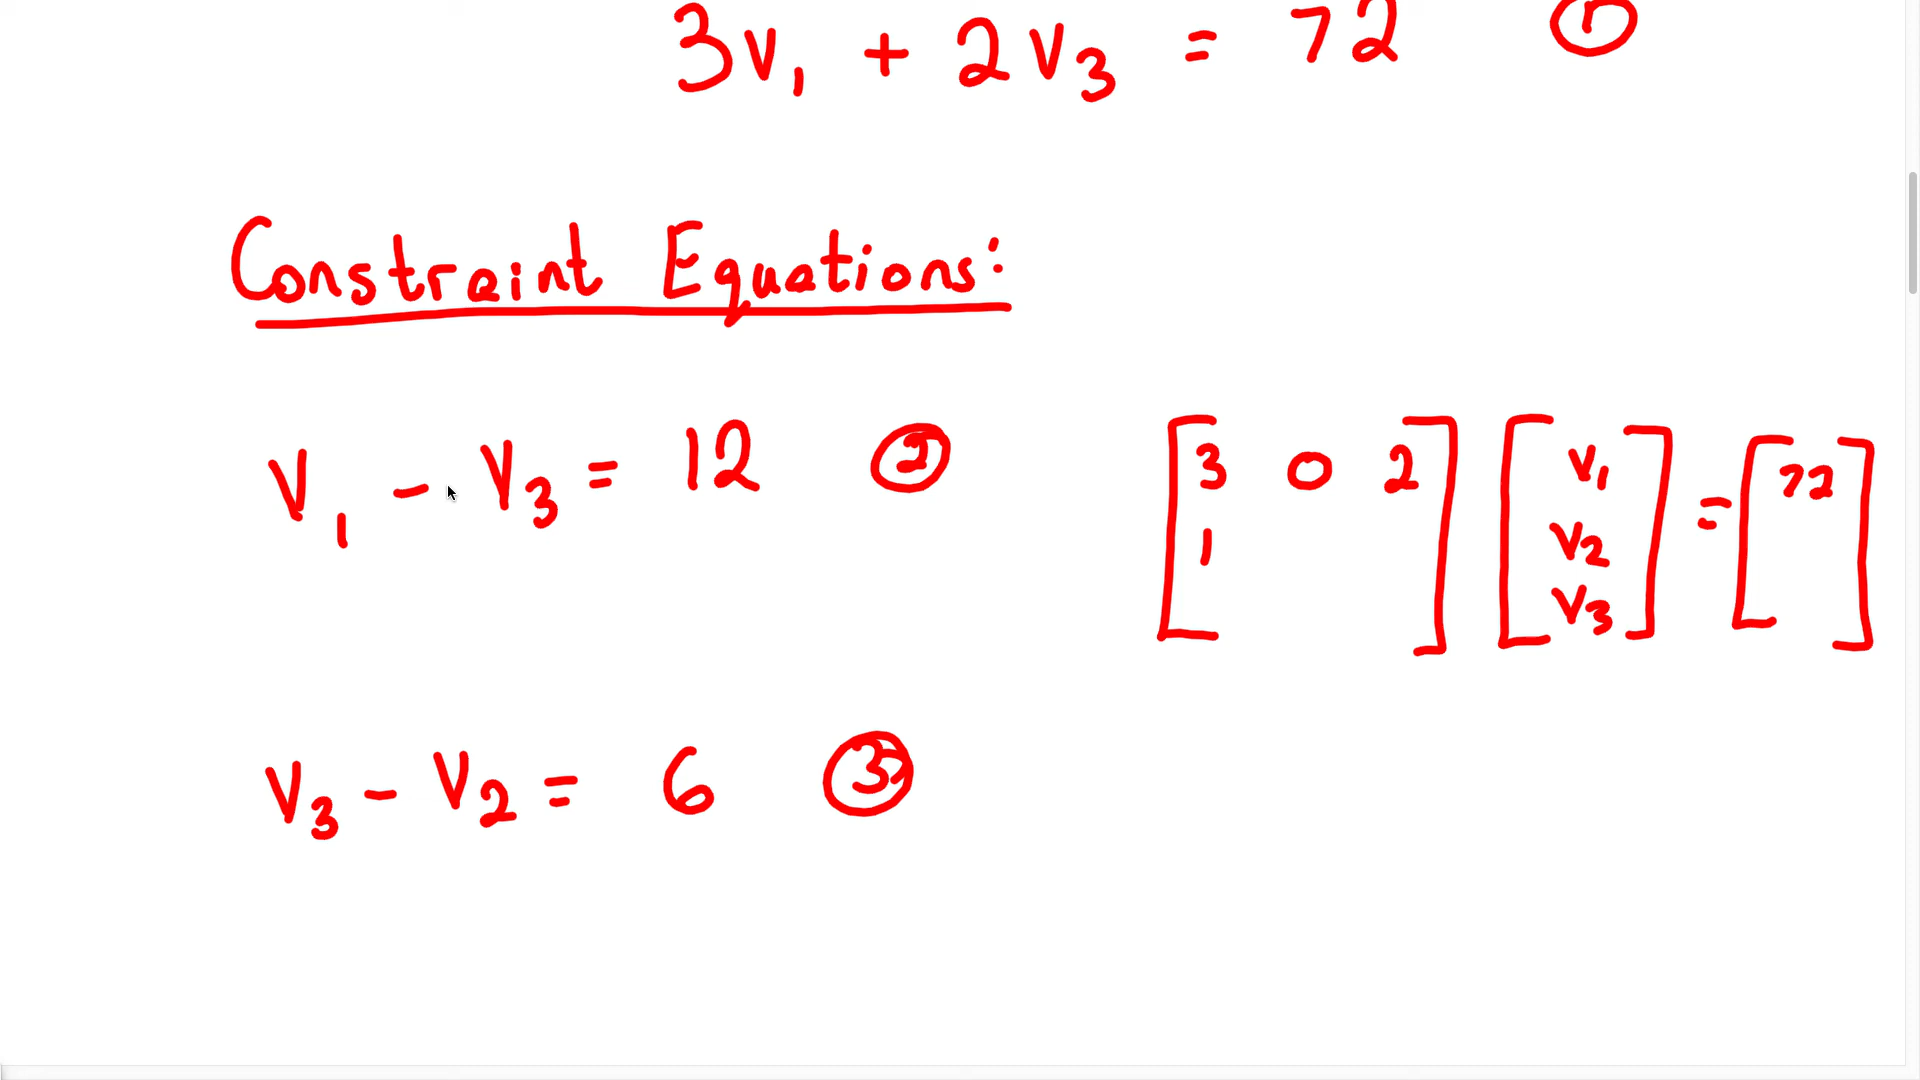 3v₁ + 2v₃ = 72 ①
Constraint Equations:
v₁ - v₃ = 12 ②
[3 0 2] [v₁] = [72]
[1] [v₂]
[v₃]
v₃ - v₂ = 6 ③